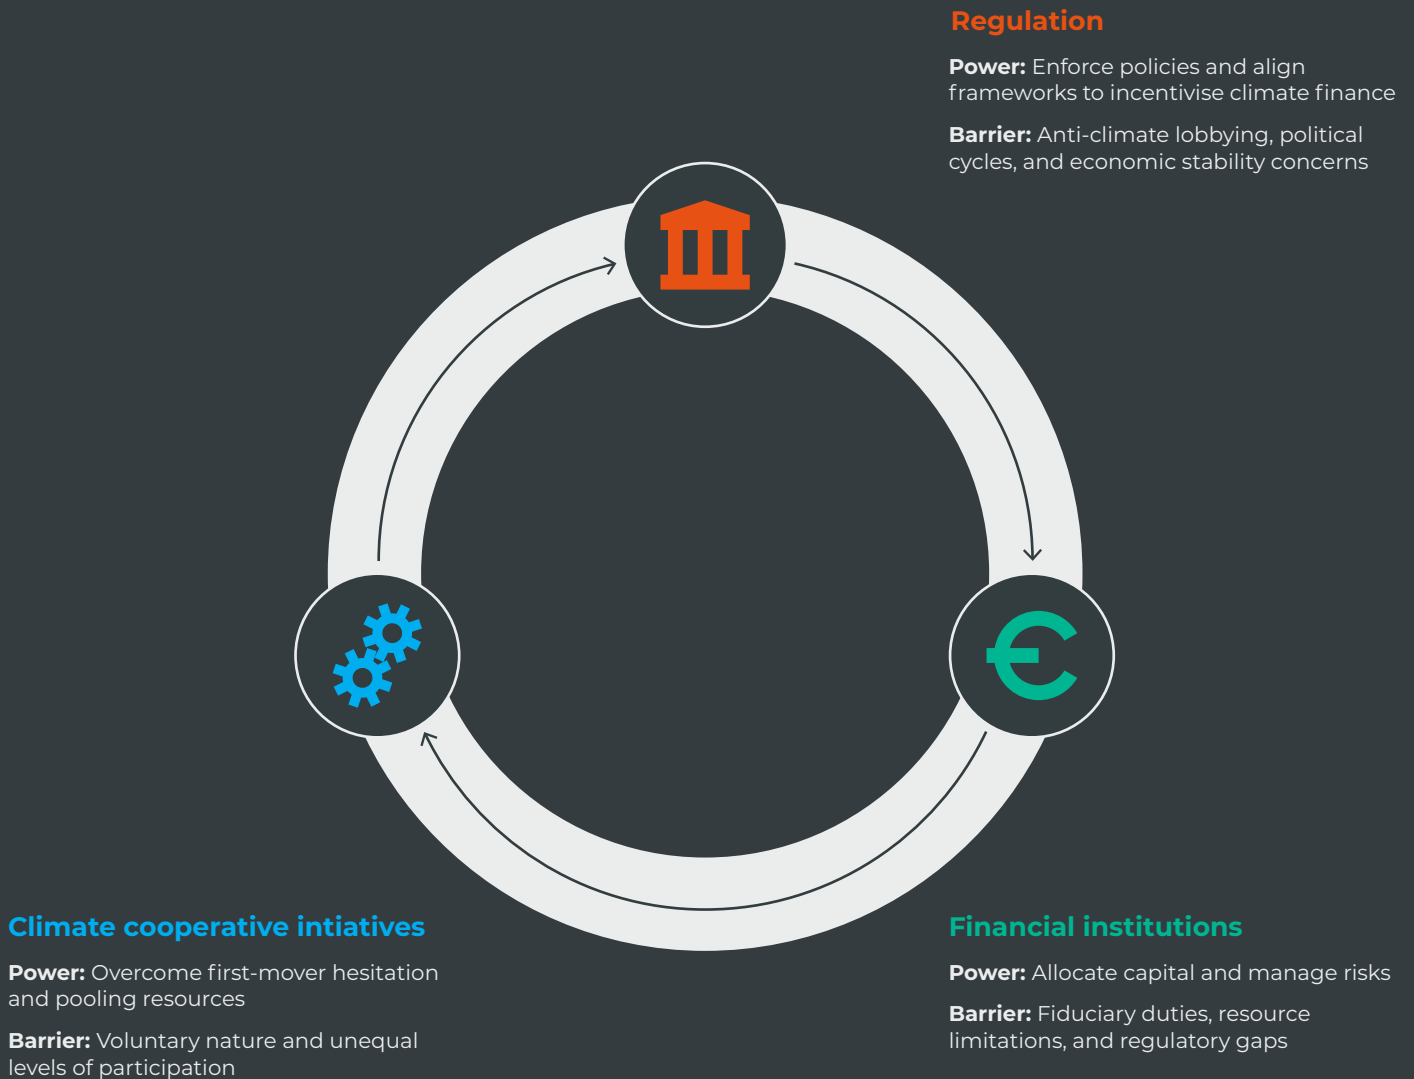 Regulation
Power: Enforce policies and align
frameworks to incentivise climate finance
Barrier: Anti-climate lobbying, political
cycles, and economic stability concerns
Climate cooperative intiatives
Power: Overcome first-mover hesitation
and pooling resources
Barrier: Voluntary nature and unequal
levels of participation
Financial institutions
Power: Allocate capital and manage risks
Barrier: Fiduciary duties, resource
limitations, and regulatory gaps